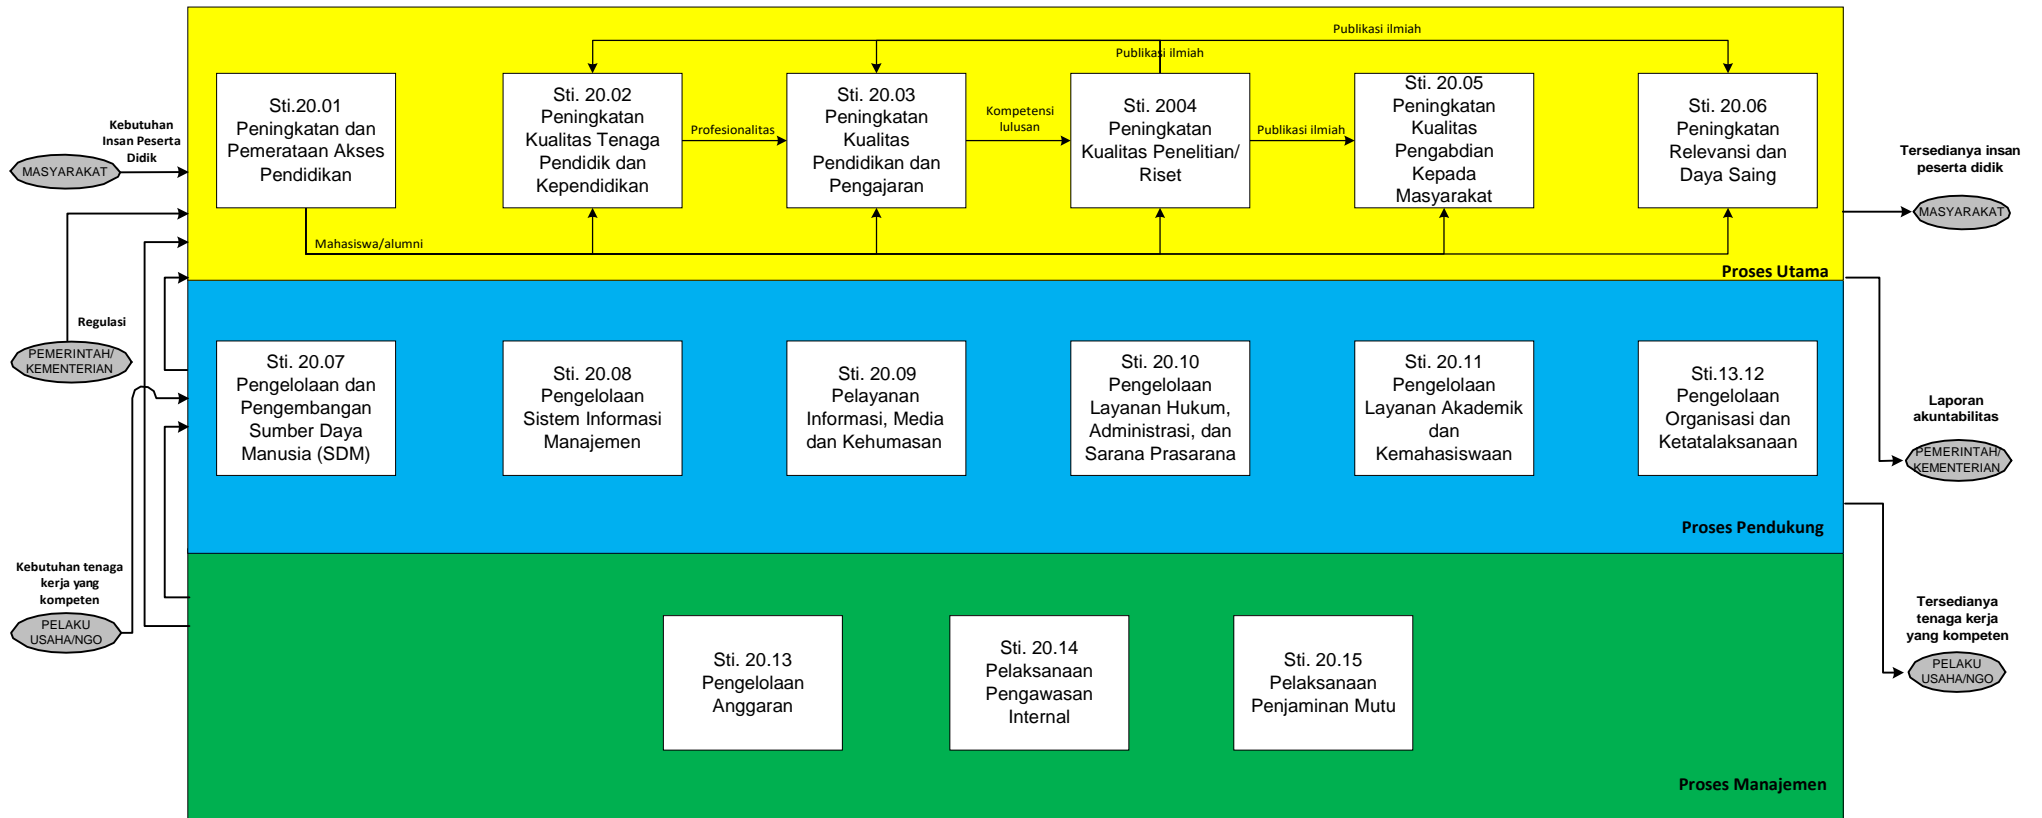 Publikasi ilmiah
Publikasi ilmiah
Kebutuhan
Insan Peserta
Didik
MASYARAKAT
Sti.20.01
Peningkatan dan
Pemerataan Akses
Pendidikan
Sti. 20.02
Peningkatan
Kualitas Tenaga
Pendidik dan
Kependidikan
Profesionalitas
Sti. 20.03
Peningkatan
Kualitas
Pendidikan dan
Pengajaran
Kompetensi
lulusan
Sti. 2004
Peningkatan
Kualitas Penelitian/
Riset
Publikasi ilmiah
Sti. 20.05
Peningkatan
Kualitas
Pengabdian
Kepada
Masyarakat
Sti. 20.06
Peningkatan
Relevansi dan
Daya Saing
Tersedianya insan
peserta didik
MASYARAKAT
Mahasiswa/alumni
Proses Utama
Regulasi
PEMERINTAH/
KEMENTERIAN
Sti. 20.07
Pengelolaan dan
Pengembangan
Sumber Daya
Manusia (SDM)
Sti. 20.08
Pengelolaan
Sistem Informasi
Manajemen
Sti. 20.09
Pelayanan
Informasi, Media
dan Kehumasan
Sti. 20.10
Pengelolaan
Layanan Hukum,
Administrasi, dan
Sarana Prasarana
Sti. 20.11
Pengelolaan
Layanan Akademik
dan
Kemahasiswaan
Sti.13.12
Pengelolaan
Organisasi dan
Ketatalaksanaan
Laporan
akuntabilitas
PEMERINTAH/
KEMENTERIAN
Proses Pendukung
Kebutuhan tenaga
kerja yang
kompeten
PELAKU
USAHA/NGO
Sti. 20.13
Pengelolaan
Anggaran
Sti. 20.14
Pelaksanaan
Pengawasan
Internal
Sti. 20.15
Pelaksanaan
Penjaminan Mutu
Tersedianya
tenaga kerja
yang kompeten
PELAKU
USAHA/NGO
Proses Manajemen